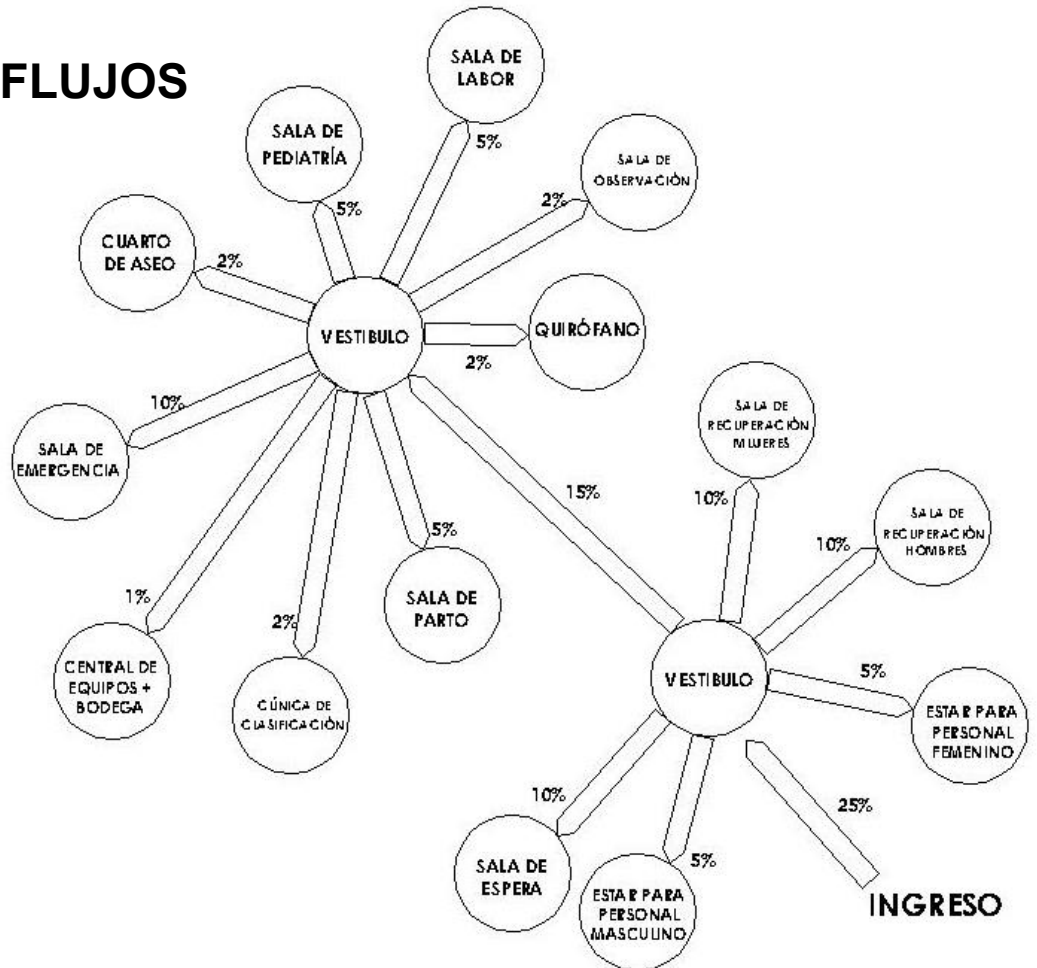 FLUJOS
SALA DE
LABOR
5%
SALA DE
PEDIATRÍA
5%
SALA DE
OBSERVACIÓN
2%
CUARTO
DE ASEO
2%
VESTIBULO
QUIRÓFANO
2%
10%
SALA DE
EMERGENCIA
SALA DE
RECUPERACIÓN
MUJERES
10%
15%
SALA DE
RECUPERACIÓN
HOMBRES
10%
5%
SALA DE
PARTO
1%
CENTRAL DE
EQUIPOS +
BODEGA
2%
CLÍNICA DE
CLASIFICACIÓN
VESTIBULO
5%
ESTAR PARA
PERSONAL
FEMENINO
10%
SALA DE
ESPERA
5%
ESTAR PARA
PERSONAL
MASCULINO
25%
INGRESO